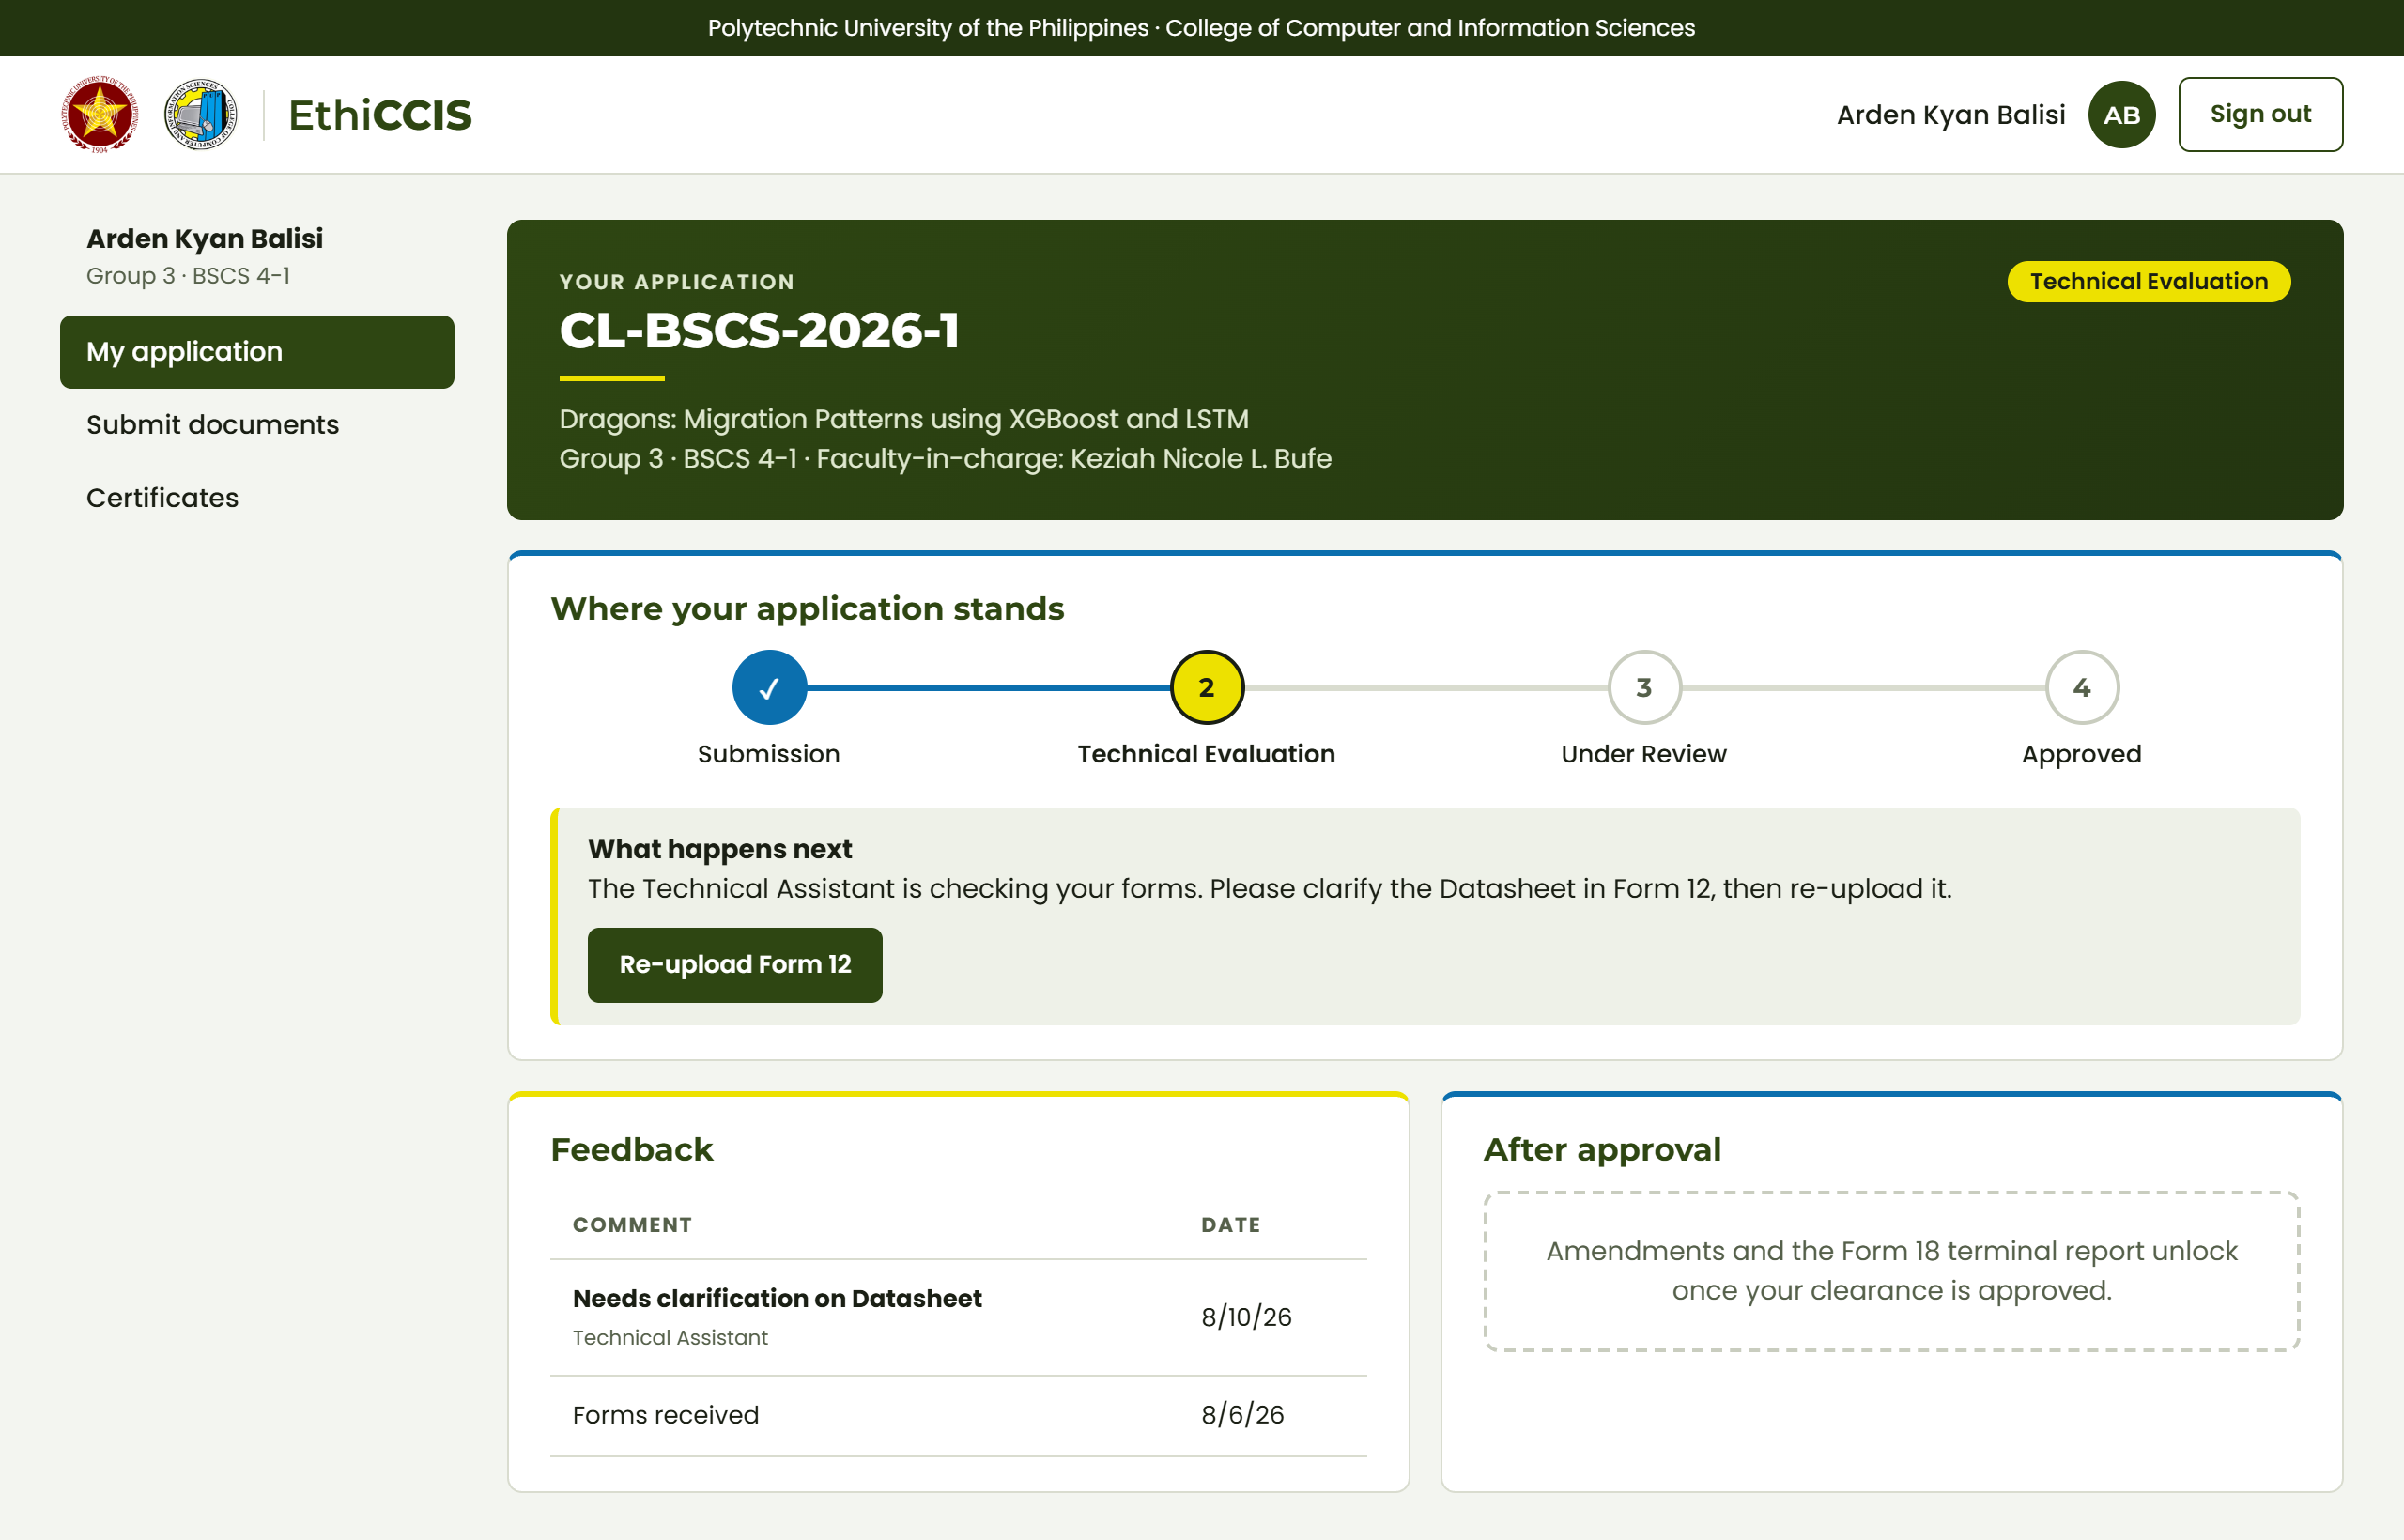 Polytechnic University of the Philippines · College of Computer and Information Sciences
EthiCCIS
Arden Kyan Balisi
AB
Sign out
Arden Kyan Balisi
Group 3 · BSCS 4-1
My application
Submit documents
Certificates
YOUR APPLICATION
Technical Evaluation
CL-BSCS-2026-1
Dragons: Migration Patterns using XGBoost and LSTM
Group 3 · BSCS 4-1 · Faculty-in-charge: Keziah Nicole L. Bufe
Where your application stands
✓ 2 3 4
Submission Technical Evaluation Under Review Approved
What happens next
The Technical Assistant is checking your forms. Please clarify the Datasheet in Form 12, then re-upload it.
Re-upload Form 12
Feedback
COMMENT DATE
Needs clarification on Datasheet
Technical Assistant
8/10/26
Forms received 8/6/26
After approval
Amendments and the Form 18 terminal report unlock
once your clearance is approved.